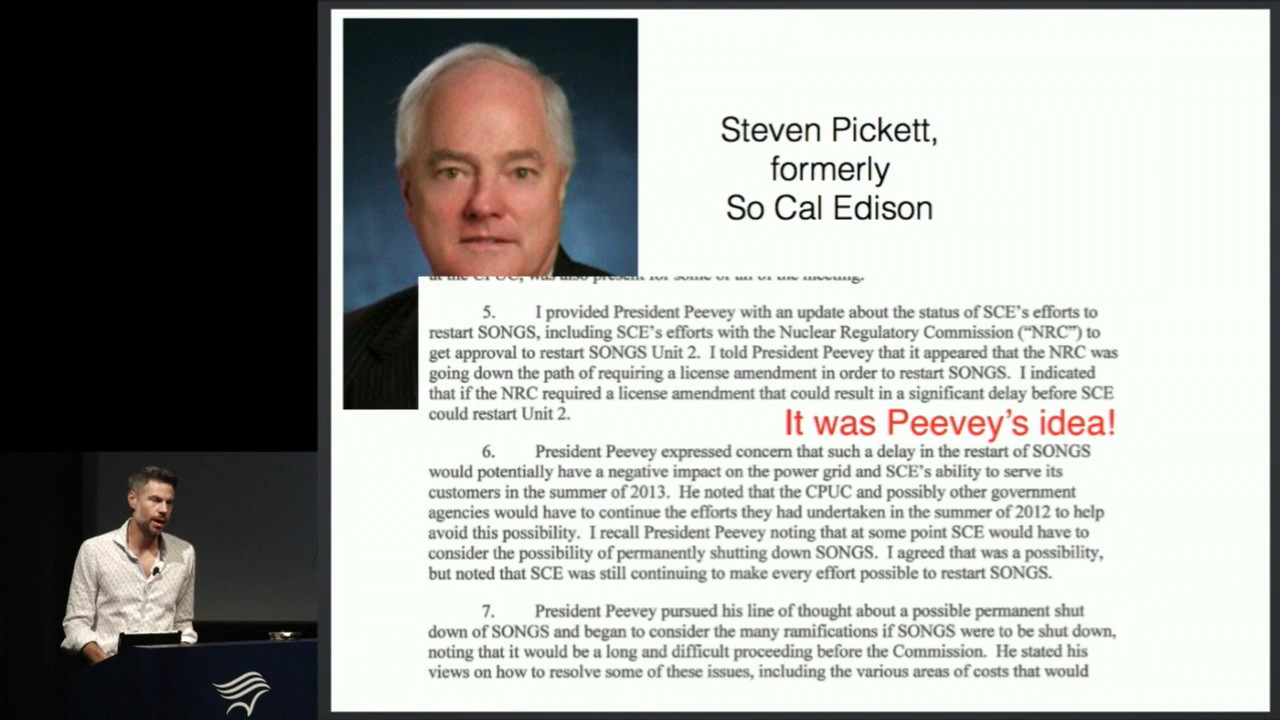 Steven Pickett,
formerly
So Cal Edison
at the CPUC, was also present for some or all of the meeting.
5. I provided President Peevey with an update about the status of SCE's efforts to
restart SONGS, including SCE's efforts with the Nuclear Regulatory Commission (“NRC”) to
get approval to restart SONGS Unit 2. I told President Peevey that it appeared that the NRC was
going down the path of requiring a license amendment in order to restart SONGS. I indicated
that if the NRC required a license amendment that could result in a significant delay before SCE
could restart Unit 2.
It was Peevey’s idea!
6. President Peevey expressed concern that such a delay in the restart of SONGS
would potentially have a negative impact on the power grid and SCE's ability to serve its
customers in the summer of 2013. He noted that the CPUC and possibly other government
agencies would have to continue the efforts they had undertaken in the summer of 2012 to help
avoid this possibility. I recall President Peevey noting that at some point SCE would have to
consider the possibility of permanently shutting down SONGS. I agreed that was a possibility,
but noted that SCE was still continuing to make every effort possible to restart SONGS.
7. President Peevey pursued his line of thought about a possible permanent shut
down of SONGS and began to consider the many ramifications if SONGS were to be shut down,
noting that it would be a long and difficult proceeding before the Commission. He stated his
views on how to resolve some of these issues, including the various areas of costs that would